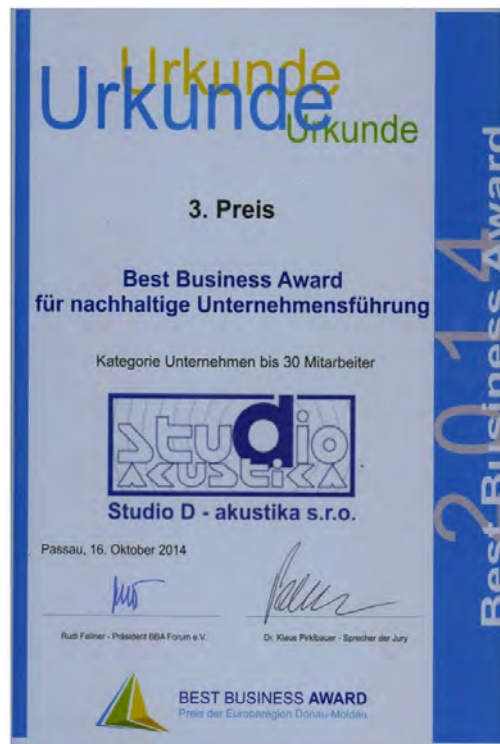 Urkunde
Urkunde
Urkunde
3. Preis
Best Business Award
für nachhaltige Unternehmensführung
Kategorie Unternehmen bis 30 Mitarbeiter
studio
AKUSTIKA
Studio D - akustika s.r.o.
Passau, 16. Oktober 2014
Rudi Fellner - Präsident BBA Forum e.V.
Dr. Klaus Pirklbauer - Sprecher der Jury
BEST BUSINESS AWARD
Preis der Europaregion Donau-Moldau
Best Business Award
2014